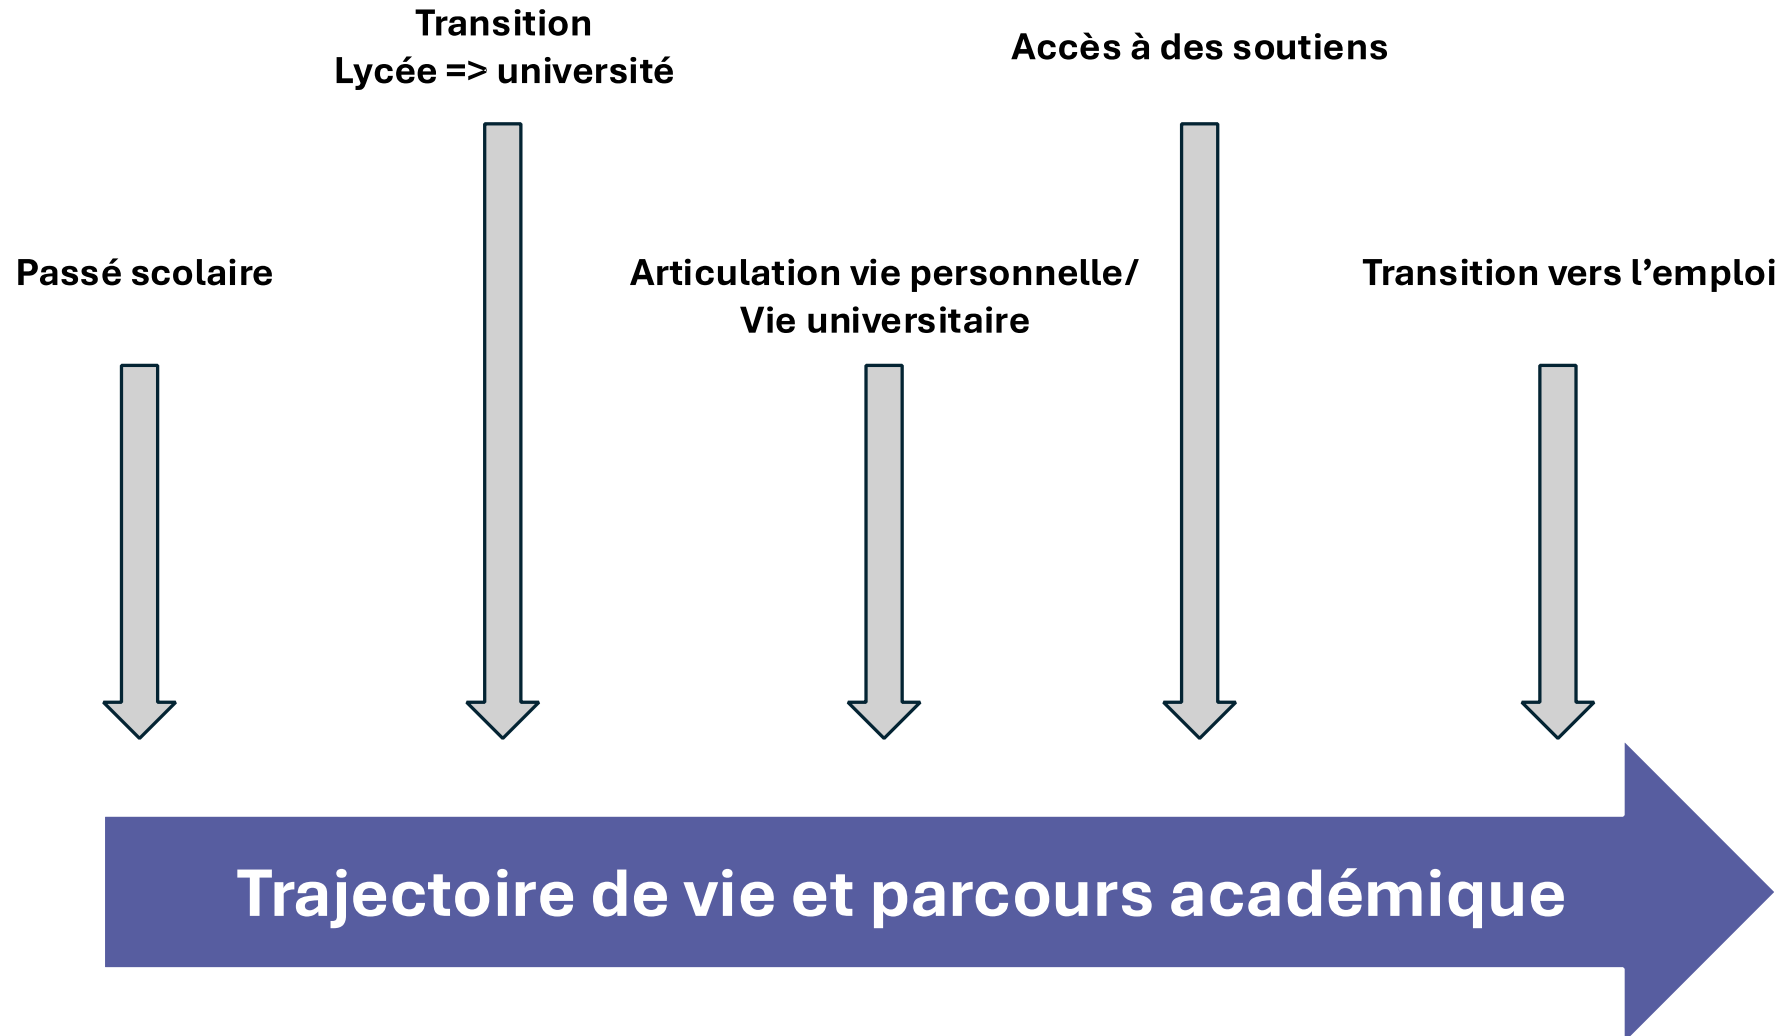 Transition
Lycée => université
Accès à des soutiens
Passé scolaire
Articulation vie personnelle/
Vie universitaire
Transition vers l’emploi
Trajectoire de vie et parcours académique